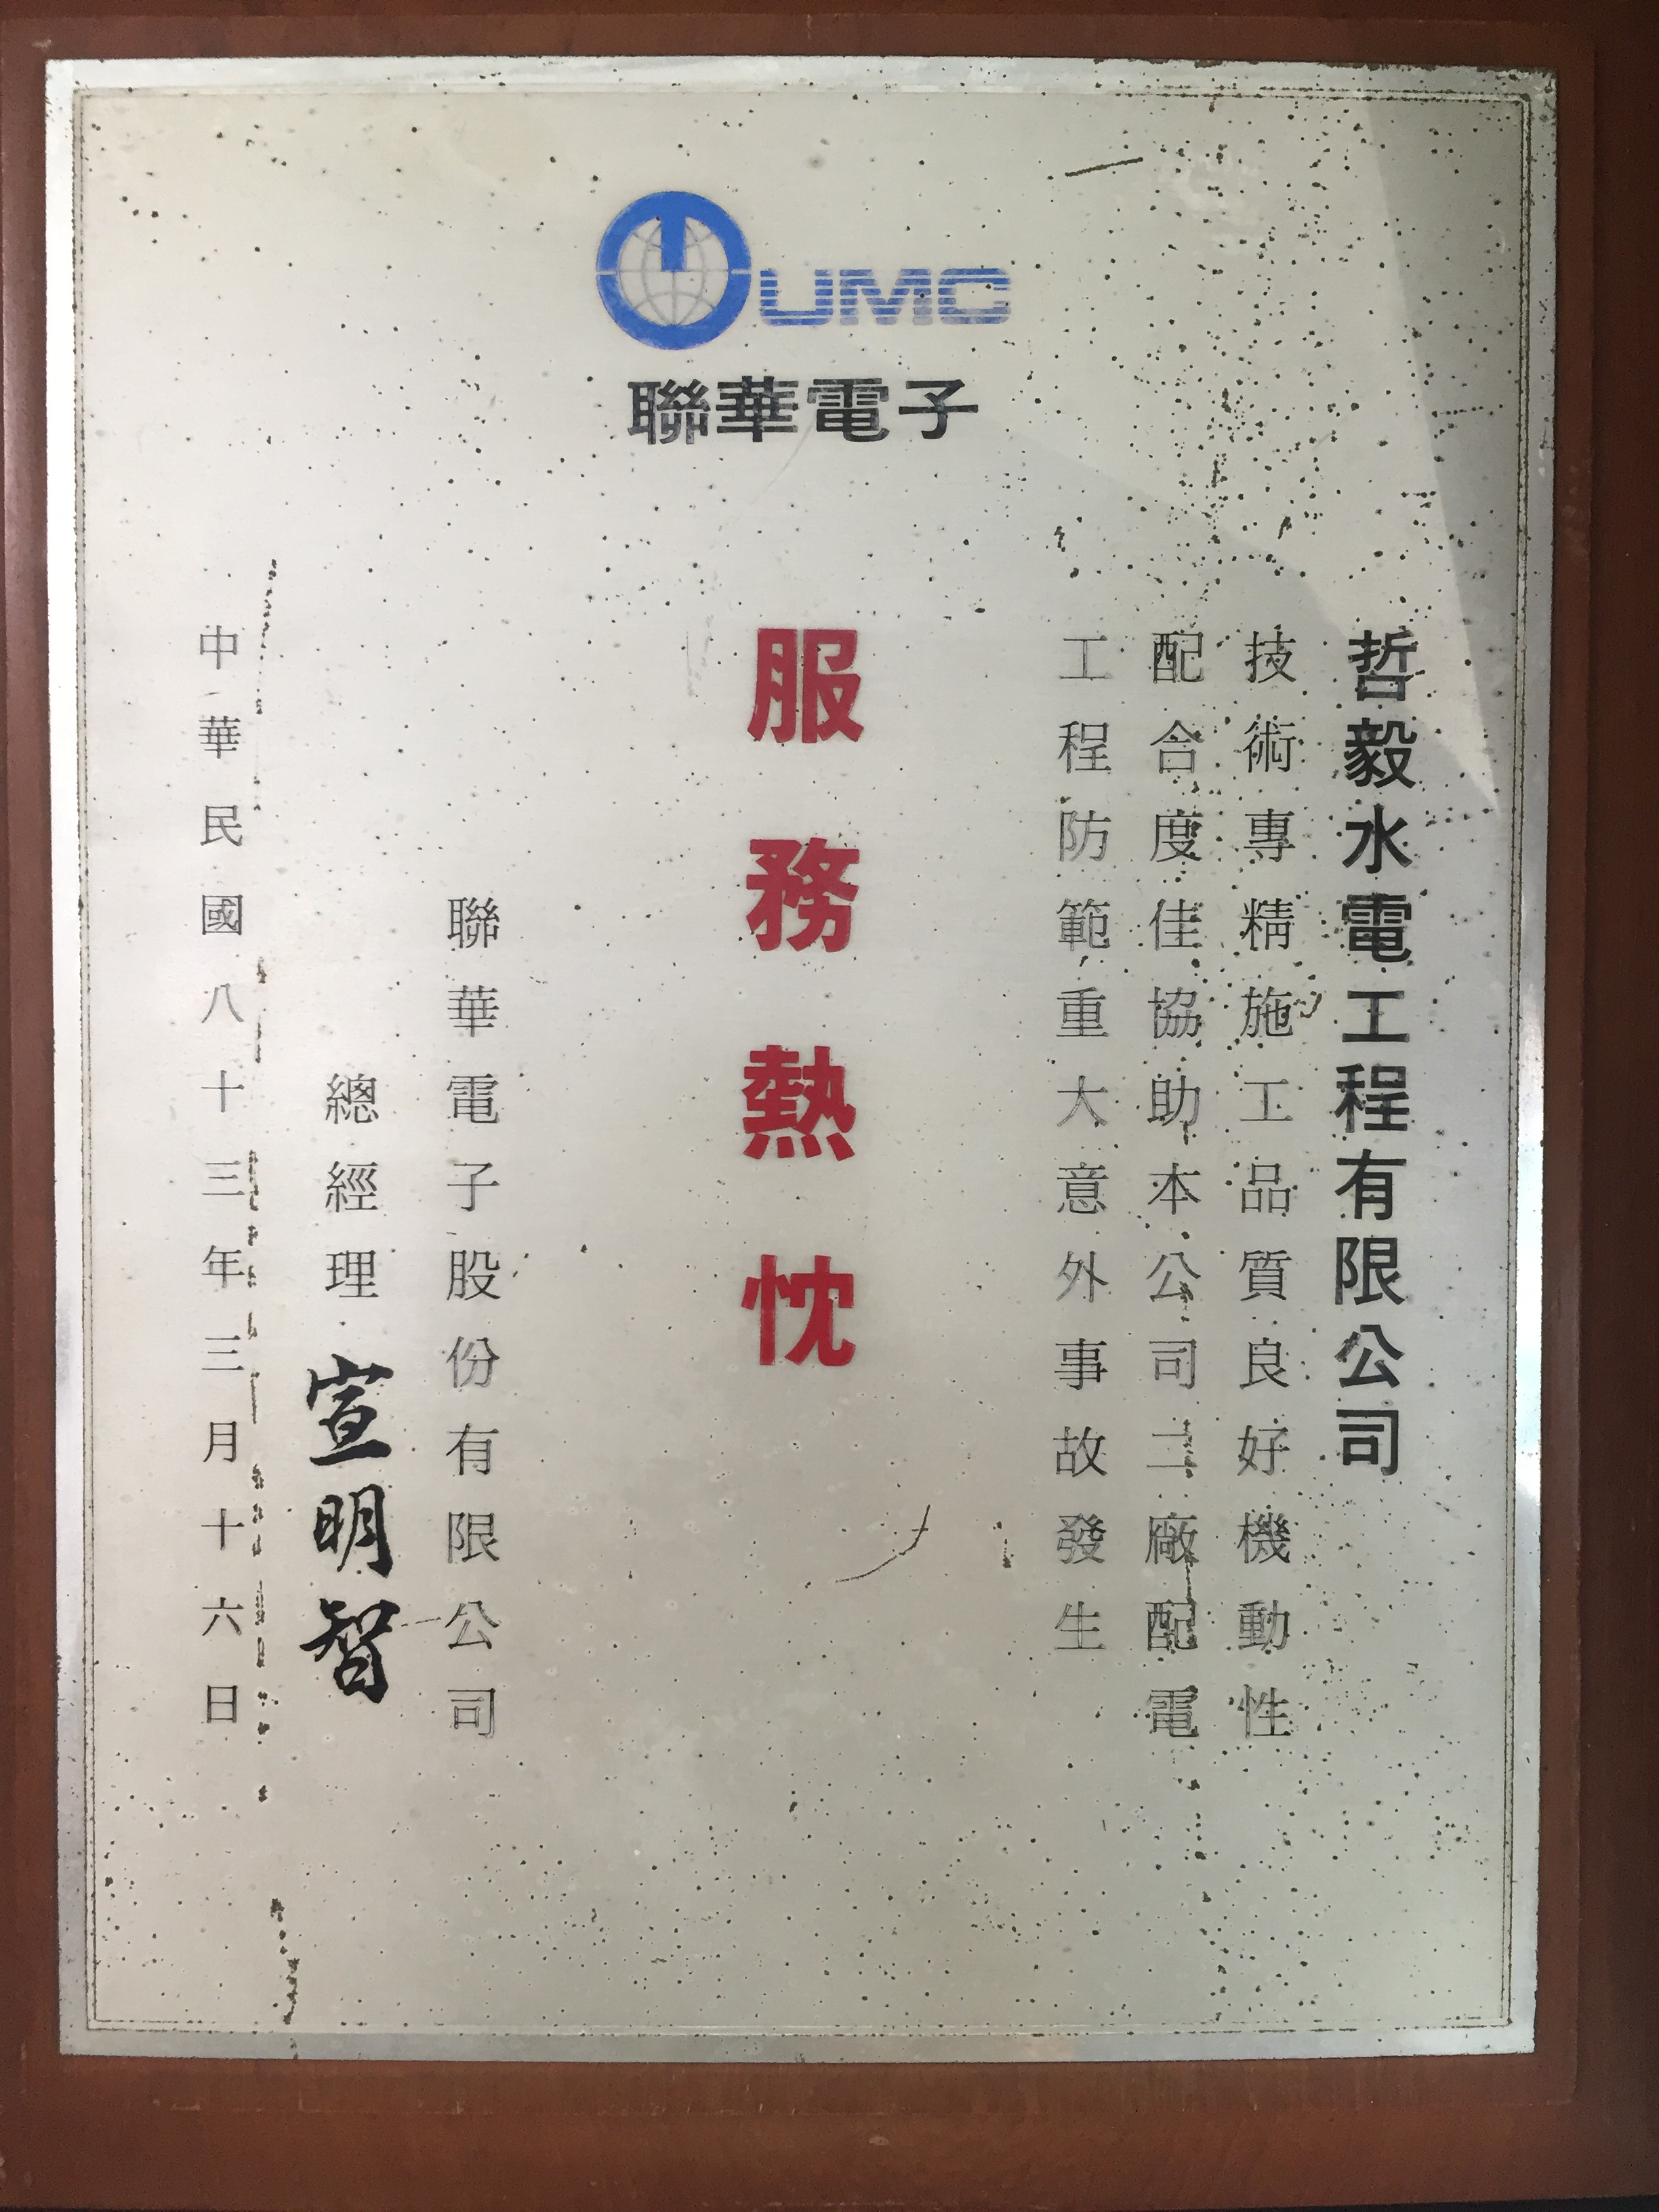 UMC
聯華電子
哲毅水電工程有限公司
技術專精施工品質良好機動性
配合度佳協助本公司二廠配電
工程防範重大意外事故發生
服務熱忱
聯華電子股份有限公司
總經理 宣明智
中華民國八十三年三月十六日